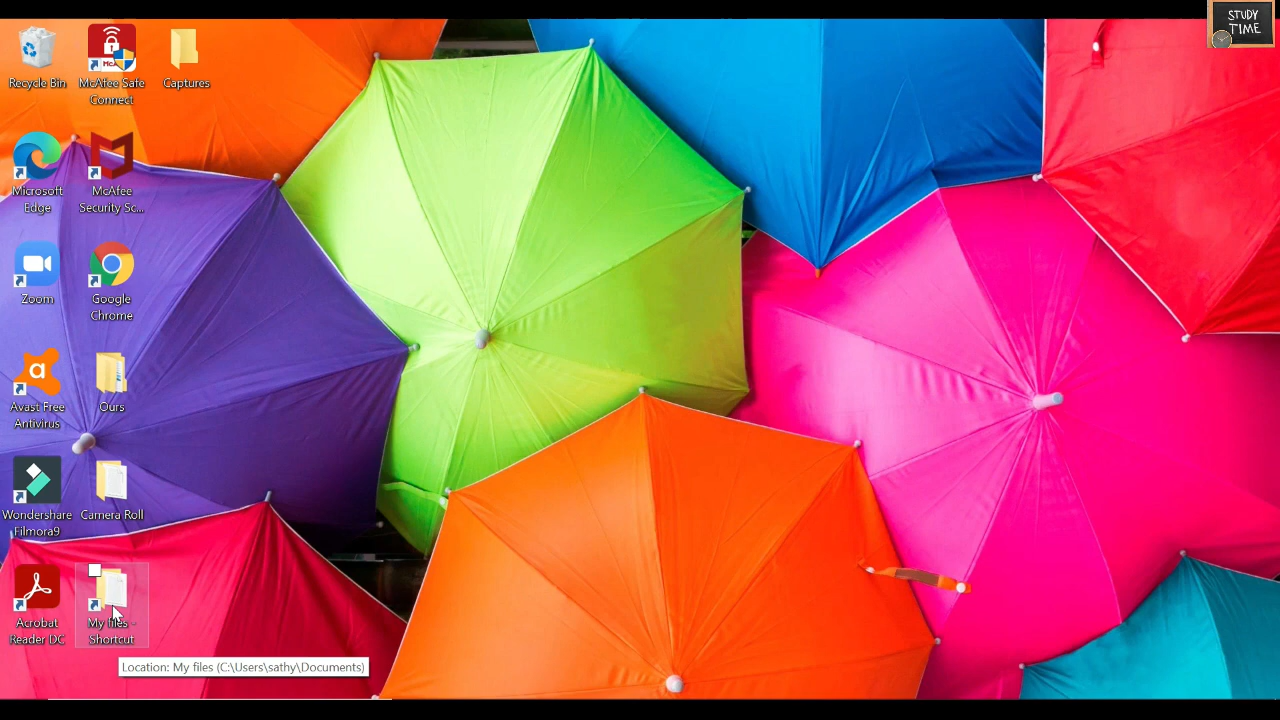 STUDY
TIME
Recycle Bin
McAfee Safe
Connect
Captures
Microsoft
Edge
McAfee
Security Sc...
Zoom
Google
Chrome
Avast Free
Antivirus
Ours
Wondershare
Filmora9
Camera Roll
Acrobat
Reader DC
My files -
Shortcut
Location: My files (C:\Users\sathy\Documents)